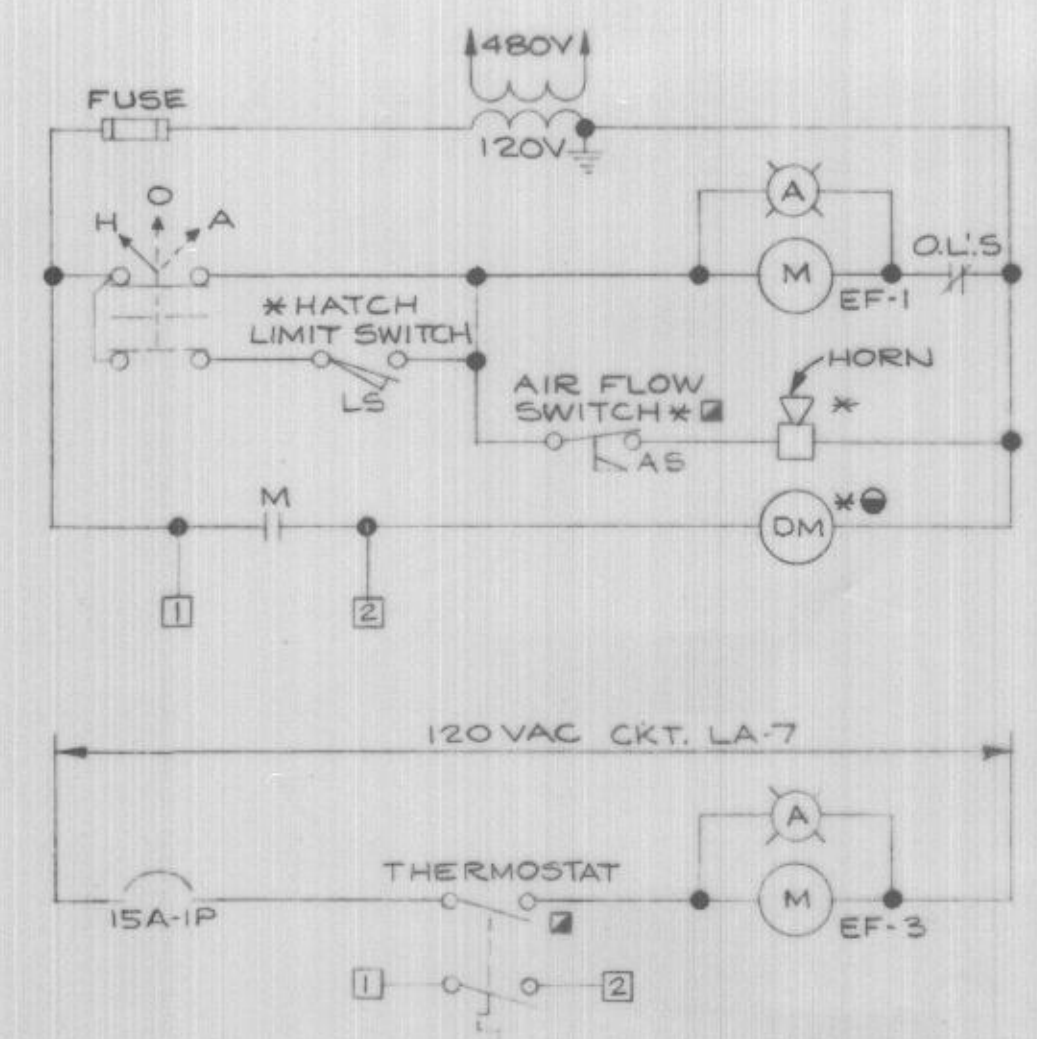 480V
FUSE
120V
H O A
A
O.L'.S
M
EF-1
* HATCH
LIMIT SWITCH
LS
HORN
AIR FLOW
SWITCH *
*
AS
M
*
DM
1 2
120 VAC CKT. LA-7
A
THERMOSTAT
15A-1P
M
EF-3
1 2